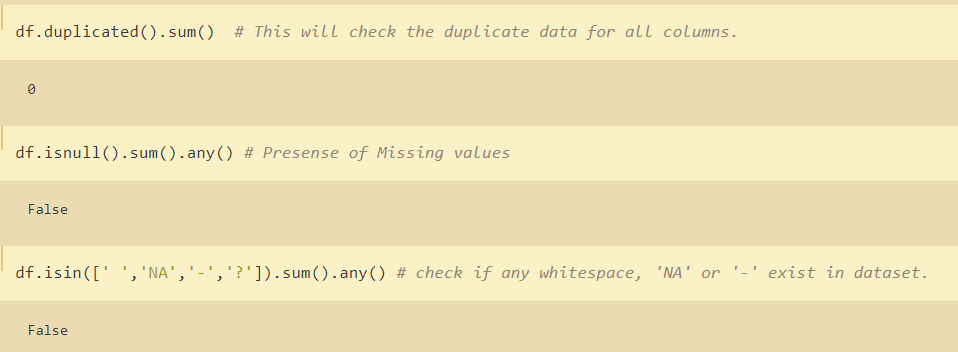 df.duplicated().sum()  # This will check the duplicate data for all columns.
0
df.isnull().sum().any() # Presense of Missing values
False
df.isin([' ','NA','-','?']).sum().any() # check if any whitespace, 'NA' or '-' exist in dataset.
False